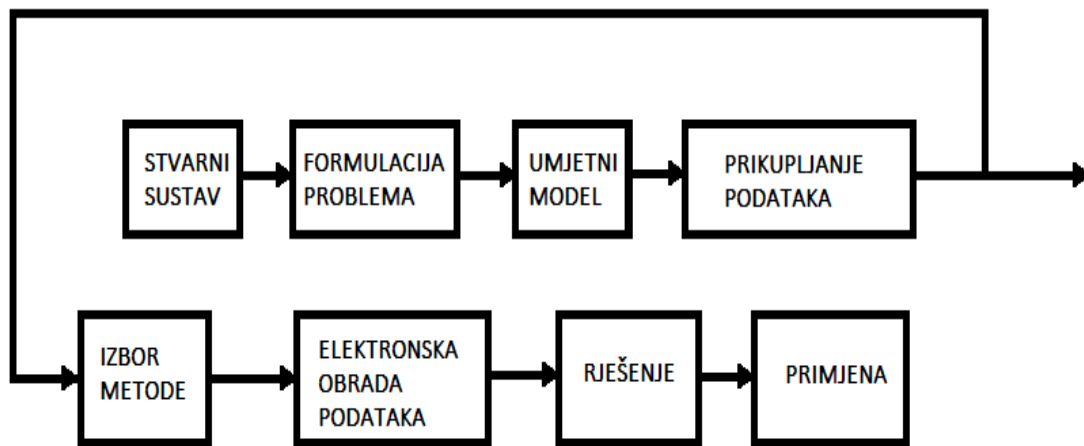 STVARNI
SUSTAV
FORMULACIJA
PROBLEMA
UMJETNI
MODEL
PRIKUPLJANJE
PODATAKA
IZBOR
METODE
ELEKTRONSKA
OBRADA
PODATAKA
RJEŠENJE
PRIMJENA